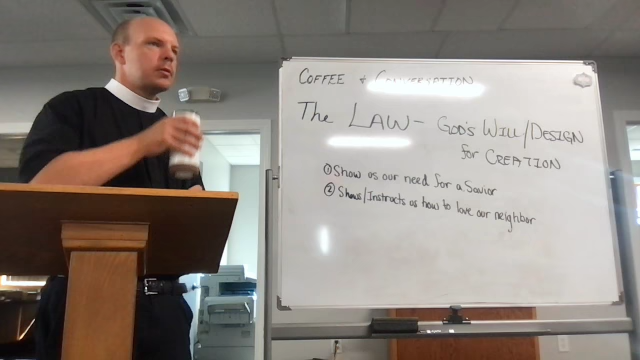 COFFEE & CONVERSATION
The LAW - GOD'S WILL/DESIGN
for CREATION
① Show us our need for a Savior
② Shows/Instructs us how to love our neighbor